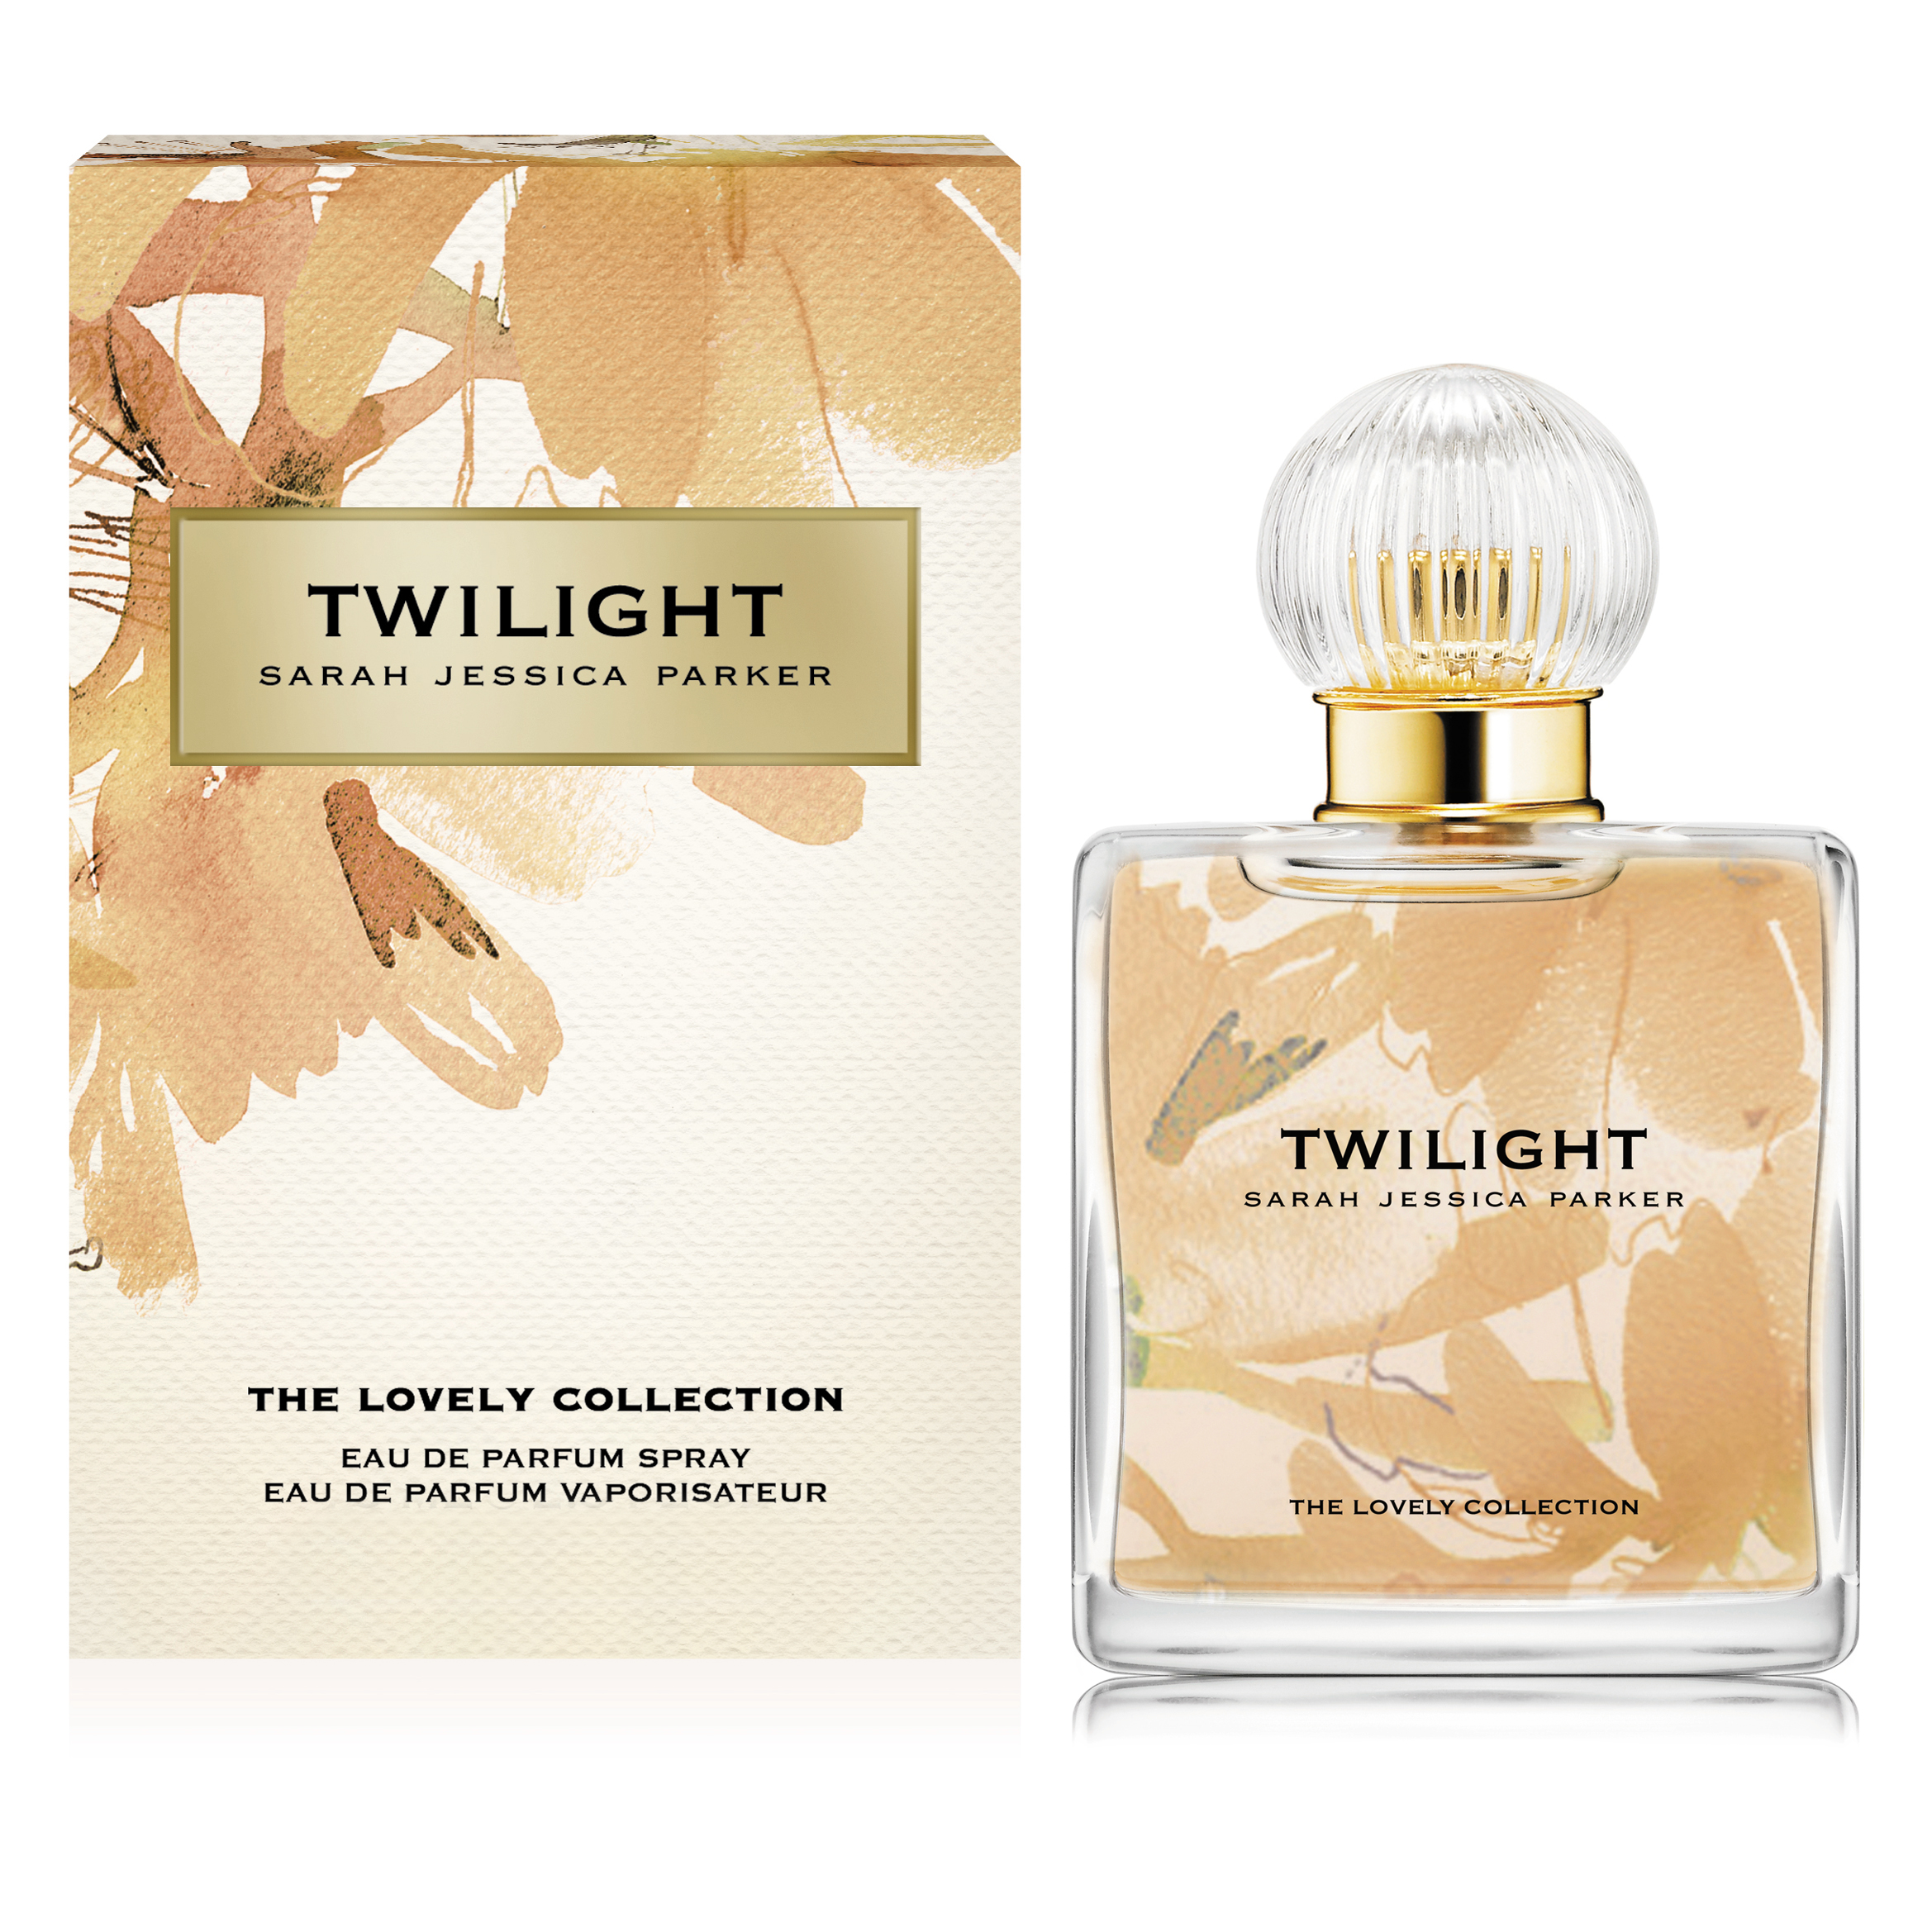 TWILIGHT
SARAH JESSICA PARKER
THE LOVELY COLLECTION
EAU DE PARFUM SPRAY
EAU DE PARFUM VAPORISATEUR
TWILIGHT
SARAH JESSICA PARKER
THE LOVELY COLLECTION